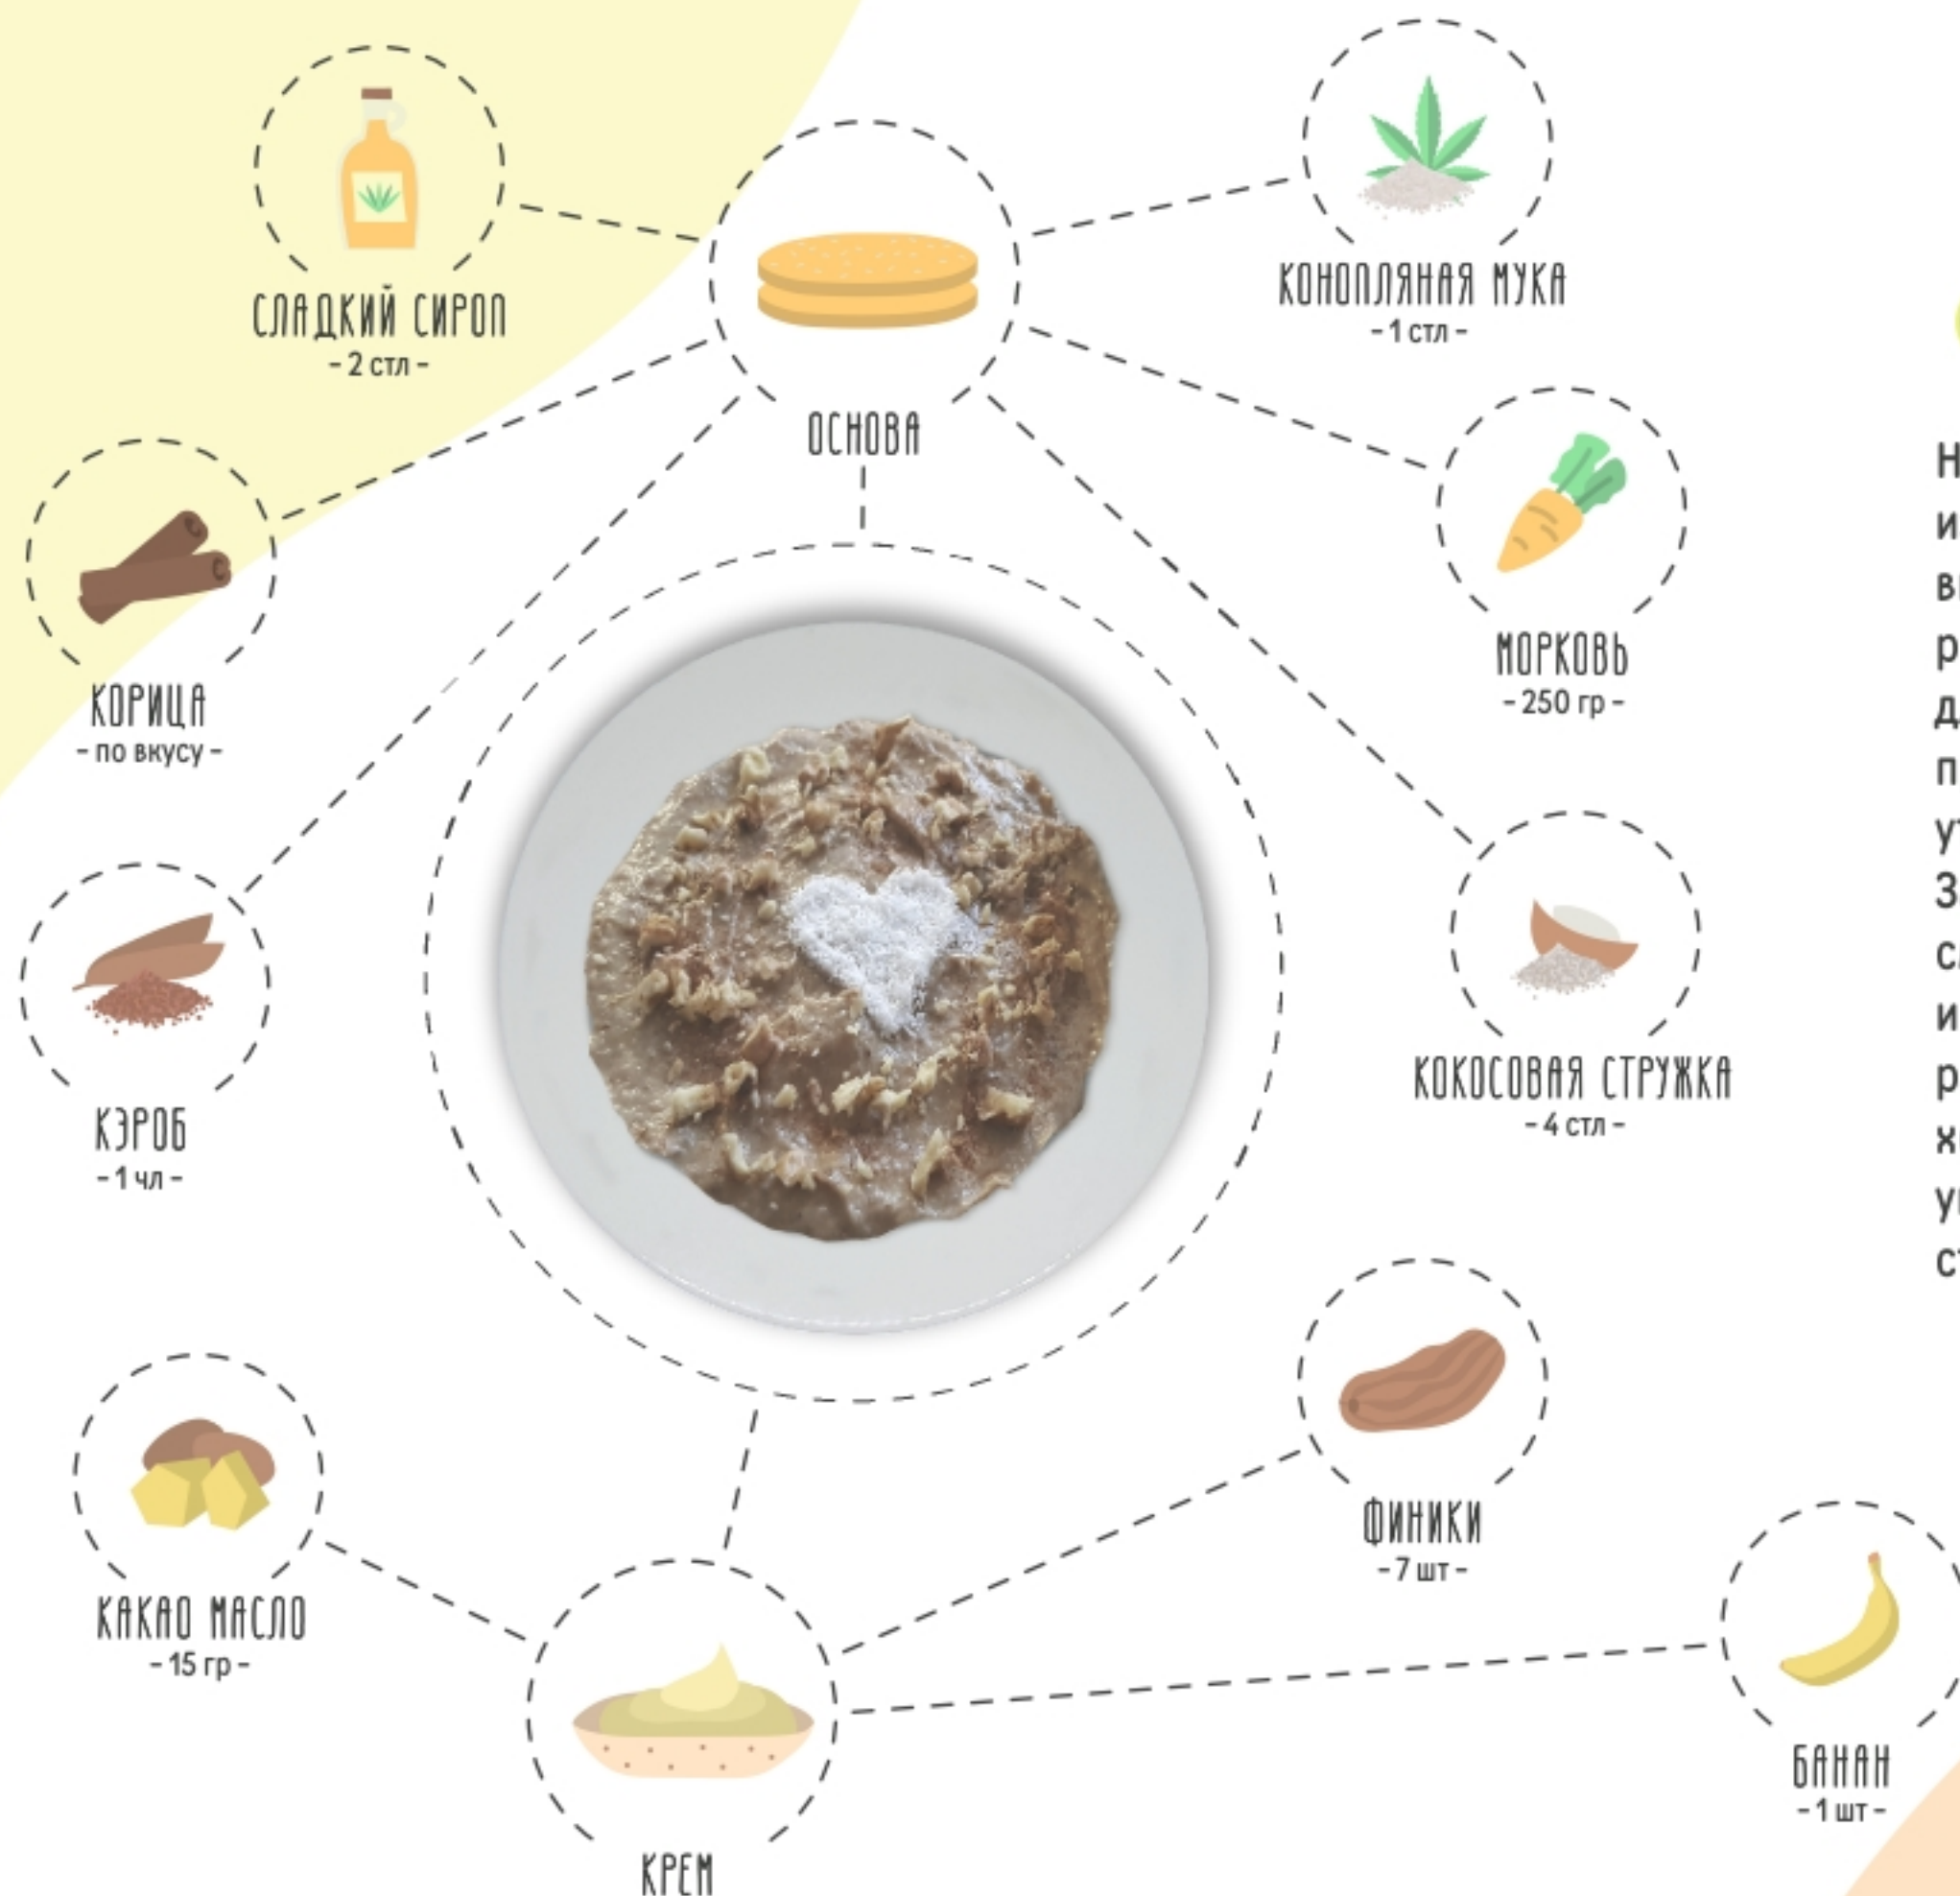 СЛАДКИЙ СИРОП
- 2 стл -
КОНОПЛЯНАЯ МУКА
- 1 стл -
ОСНОВА
КОРИЦА
- по вкусу -
МОРКОВЬ
- 250 гр -
КЭРОБ
- 1 чл -
КОКОСОВАЯ СТРУЖКА
- 4 стл -
КАКАО МАСЛО
- 15 гр -
ФИНИКИ
- 7 шт -
БАНАН
- 1 шт -
КРЕМ